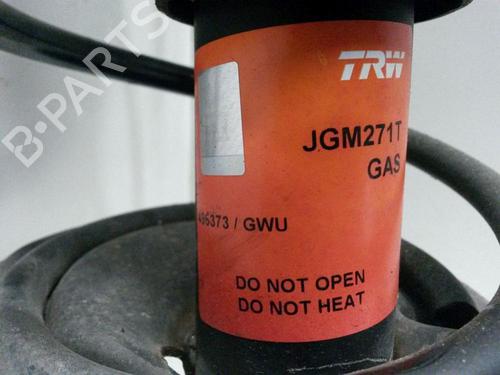 B-PARTS
TRW
JGM271T
GAS
496373 / GWU
DO NOT OPEN
DO NOT HEAT